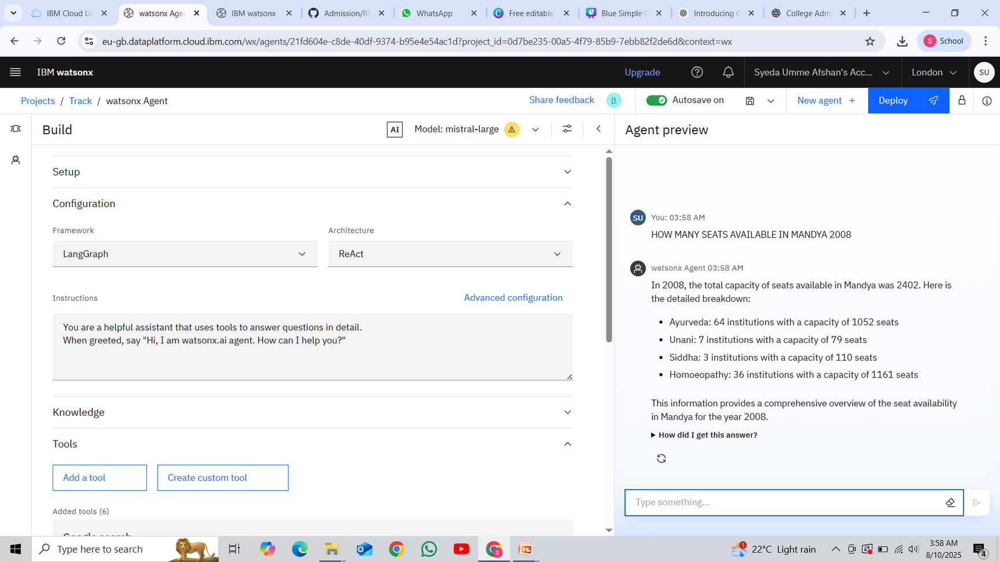 IBM Cloud Lo
watsonx Age
IBM watsonx
Admission/RE
WhatsApp
Free editable
Blue Simple
Introducing
College Adm
eu-gb.dataplatform.cloud.ibm.com/wx/agents/21fd604e-c8de-40df-9374-b95e4e54ac1d?project_id=0d7be235-00a5-4f79-85b9-7ebb82f2de6d&context=wx
S School
IBM watsonx
Upgrade
Syeda Umme Afshan's Acc...
London
SU
Projects / Track / watsonx Agent
Share feedback
β
Autosave on
New agent +
Deploy
Build
AI
Model: mistral-large
Agent preview
Setup
Configuration
Framework
Architecture
LangGraph
ReAct
Instructions
Advanced configuration
You are a helpful assistant that uses tools to answer questions in detail.
When greeted, say "Hi, I am watsonx.ai agent. How can I help you?"
Knowledge
Tools
Add a tool
Create custom tool
Added tools (6)
Google search
SU
You: 03:58 AM
HOW MANY SEATS AVAILABLE IN MANDYA 2008
watsonx Agent 03:58 AM
In 2008, the total capacity of seats available in Mandya was 2402. Here is
the detailed breakdown:
• Ayurveda: 64 institutions with a capacity of 1052 seats
• Unani: 7 institutions with a capacity of 79 seats
• Siddha: 3 institutions with a capacity of 110 seats
• Homoeopathy: 36 institutions with a capacity of 1161 seats
This information provides a comprehensive overview of the seat availability
in Mandya for the year 2008.
How did I get this answer?
Type something...
Type here to search
1
22°C Light rain
3:58 AM
8/10/2025
4